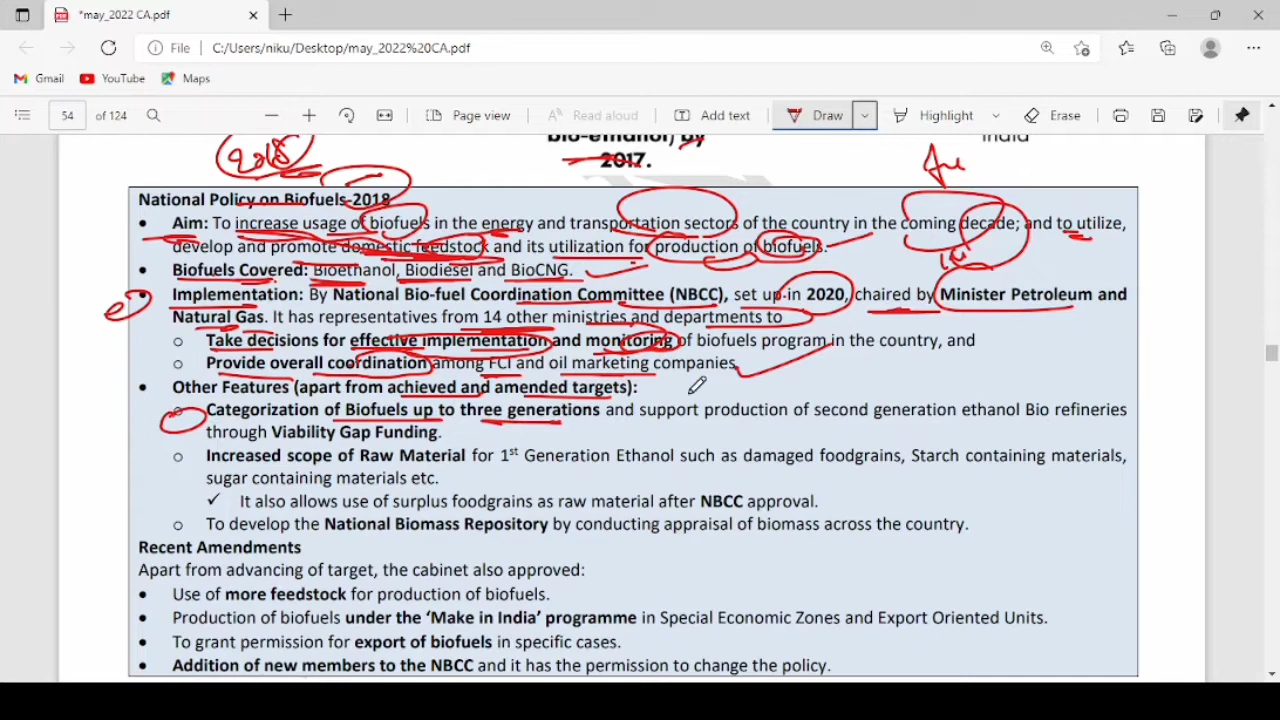 *may_2022 CA.pdf
File | C:/Users/niku/Desktop/may_2022%20CA.pdf
Gmail YouTube Maps
54 of 124 Page view Read aloud Add text Draw Highlight Erase
bio-ethanol) by India
2017.
2018
National Policy on Biofuels-2018
• Aim: To increase usage of biofuels in the energy and transportation sectors of the country in the coming decade; and to utilize,
develop and promote domestic feedstock and its utilization for production of biofuels.
• Biofuels Covered: Bioethanol, Biodiesel and BioCNG.
• Implementation: By National Bio-fuel Coordination Committee (NBCC), set up in 2020, chaired by Minister Petroleum and
Natural Gas. It has representatives from 14 other ministries and departments to
o Take decisions for effective implementation and monitoring of biofuels program in the country, and
o Provide overall coordination among FCI and oil marketing companies.
• Other Features (apart from achieved and amended targets):
o Categorization of Biofuels up to three generations and support production of second generation ethanol Bio refineries
through Viability Gap Funding.
o Increased scope of Raw Material for 1st Generation Ethanol such as damaged foodgrains, Starch containing materials,
sugar containing materials etc.
✓ It also allows use of surplus foodgrains as raw material after NBCC approval.
o To develop the National Biomass Repository by conducting appraisal of biomass across the country.
Recent Amendments
Apart from advancing of target, the cabinet also approved:
• Use of more feedstock for production of biofuels.
• Production of biofuels under the ‘Make in India’ programme in Special Economic Zones and Export Oriented Units.
• To grant permission for export of biofuels in specific cases.
• Addition of new members to the NBCC and it has the permission to change the policy.